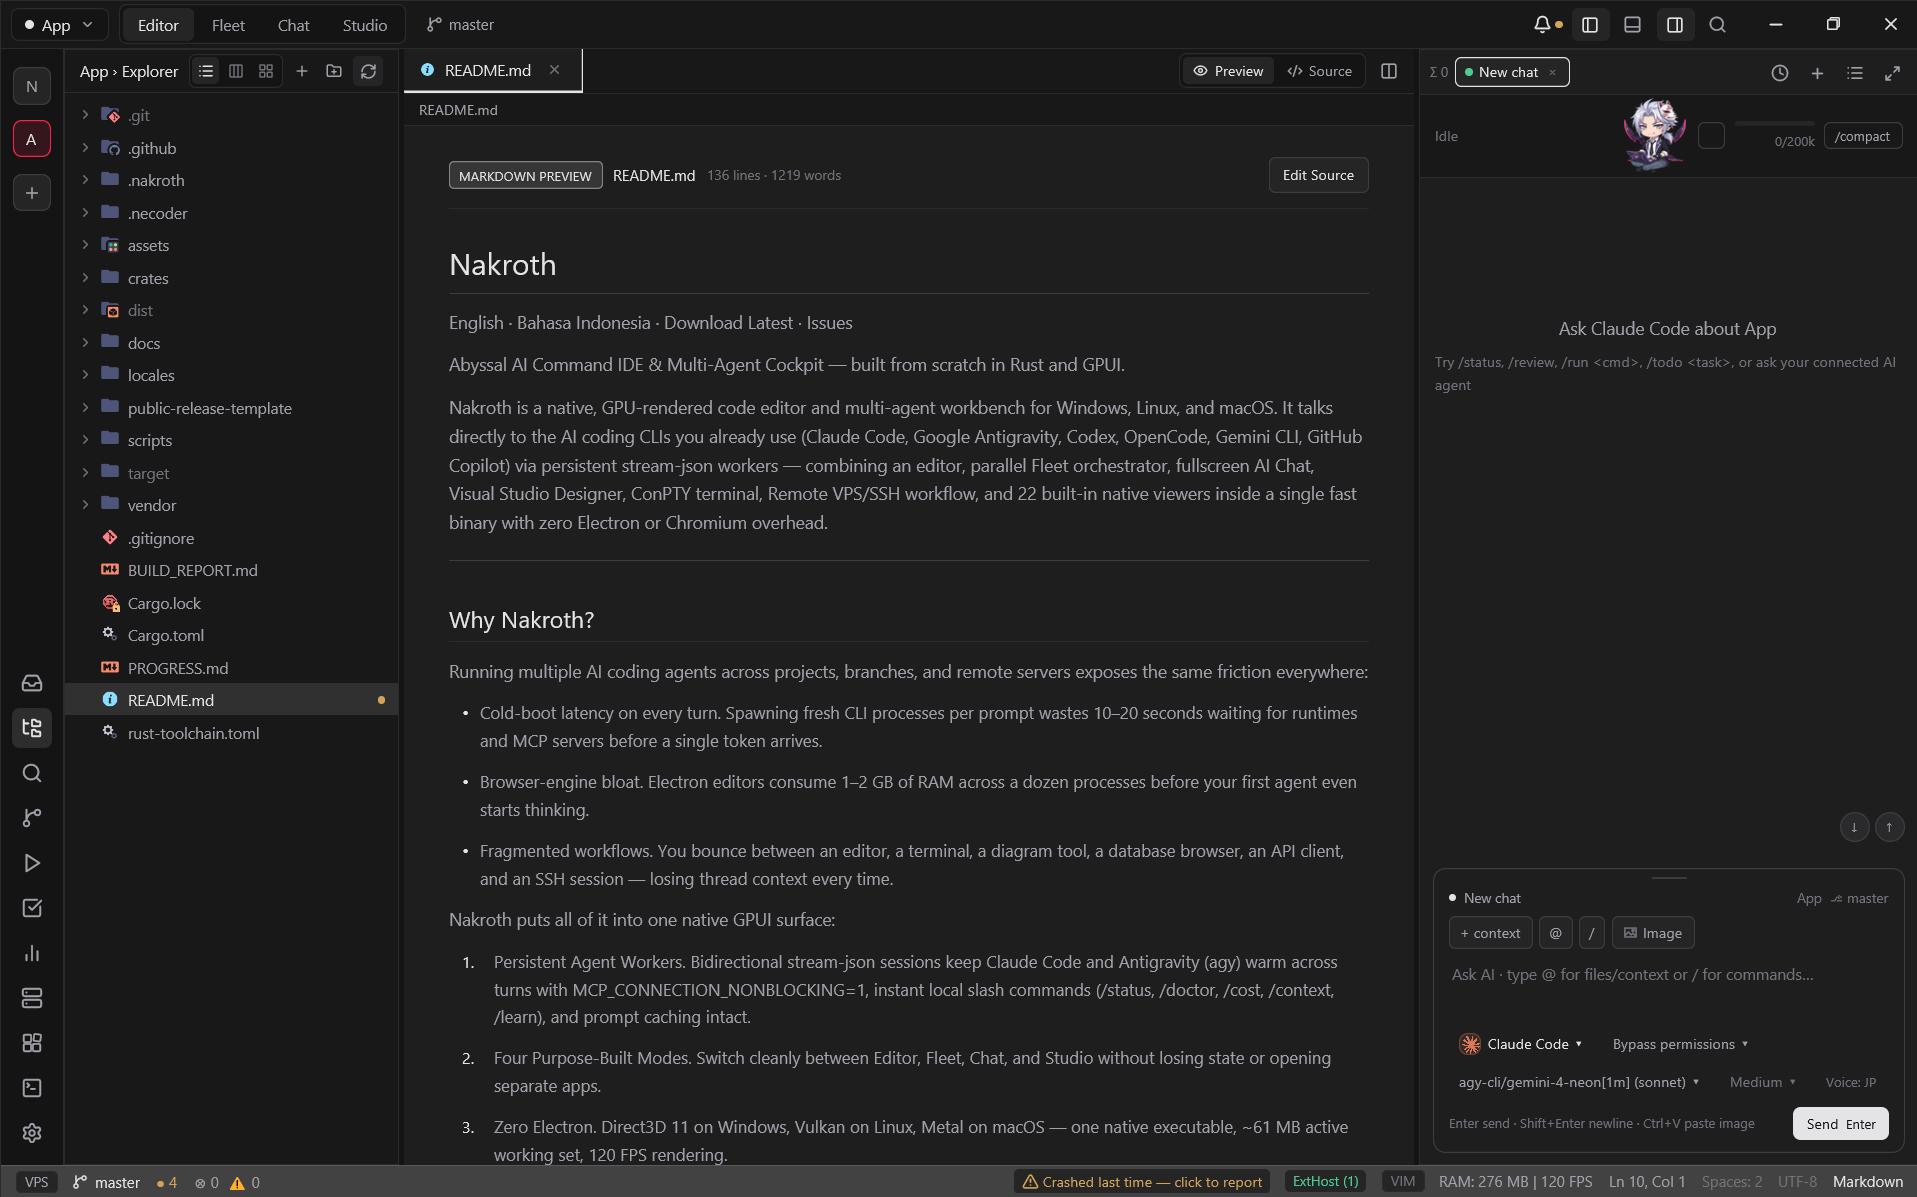 App
Editor
Fleet
Chat
Studio
master
N
A
App › Explorer
.git
.github
.nakroth
.necoder
assets
crates
dist
docs
locales
public-release-template
scripts
target
vendor
.gitignore
BUILD_REPORT.md
Cargo.lock
Cargo.toml
PROGRESS.md
README.md
rust-toolchain.toml
README.md
Preview
Source
README.md
MARKDOWN PREVIEW README.md 136 lines · 1219 words
Edit Source
Nakroth
English · Bahasa Indonesia · Download Latest · Issues
Abyssal AI Command IDE & Multi-Agent Cockpit — built from scratch in Rust and GPUI.
Nakroth is a native, GPU-rendered code editor and multi-agent workbench for Windows, Linux, and macOS. It talks
directly to the AI coding CLIs you already use (Claude Code, Google Antigravity, Codex, OpenCode, Gemini CLI, GitHub
Copilot) via persistent stream-json workers — combining an editor, parallel Fleet orchestrator, fullscreen AI Chat,
Visual Studio Designer, ConPTY terminal, Remote VPS/SSH workflow, and 22 built-in native viewers inside a single fast
binary with zero Electron or Chromium overhead.
Why Nakroth?
Running multiple AI coding agents across projects, branches, and remote servers exposes the same friction everywhere:
• Cold-boot latency on every turn. Spawning fresh CLI processes per prompt wastes 10–20 seconds waiting for runtimes
and MCP servers before a single token arrives.
• Browser-engine bloat. Electron editors consume 1–2 GB of RAM across a dozen processes before your first agent even
starts thinking.
• Fragmented workflows. You bounce between an editor, a terminal, a diagram tool, a database browser, an API client,
and an SSH session — losing thread context every time.
Nakroth puts all of it into one native GPUI surface:
1. Persistent Agent Workers. Bidirectional stream-json sessions keep Claude Code and Antigravity (agy) warm across
turns with MCP_CONNECTION_NONBLOCKING=1, instant local slash commands (/status, /doctor, /cost, /context,
/learn), and prompt caching intact.
2. Four Purpose-Built Modes. Switch cleanly between Editor, Fleet, Chat, and Studio without losing state or opening
separate apps.
3. Zero Electron. Direct3D 11 on Windows, Vulkan on Linux, Metal on macOS — one native executable, ~61 MB active
working set, 120 FPS rendering.
Σ 0
New chat ×
Idle
0/200k
/compact
Ask Claude Code about App
Try /status, /review, /run <cmd>, /todo <task>, or ask your connected AI
agent
New chat
App master
+ context
@
/
Image
Ask AI · type @ for files/context or / for commands...
Claude Code
Bypass permissions
agy-cli/gemini-4-neon[1m] (sonnet)
Medium
Voice: JP
Enter send · Shift+Enter newline · Ctrl+V paste image
Send Enter
VPS
master
4
0
0
Crashed last time — click to report
ExtHost (1)
VIM
RAM: 276 MB | 120 FPS
Ln 10, Col 1
Spaces: 2
UTF-8
Markdown